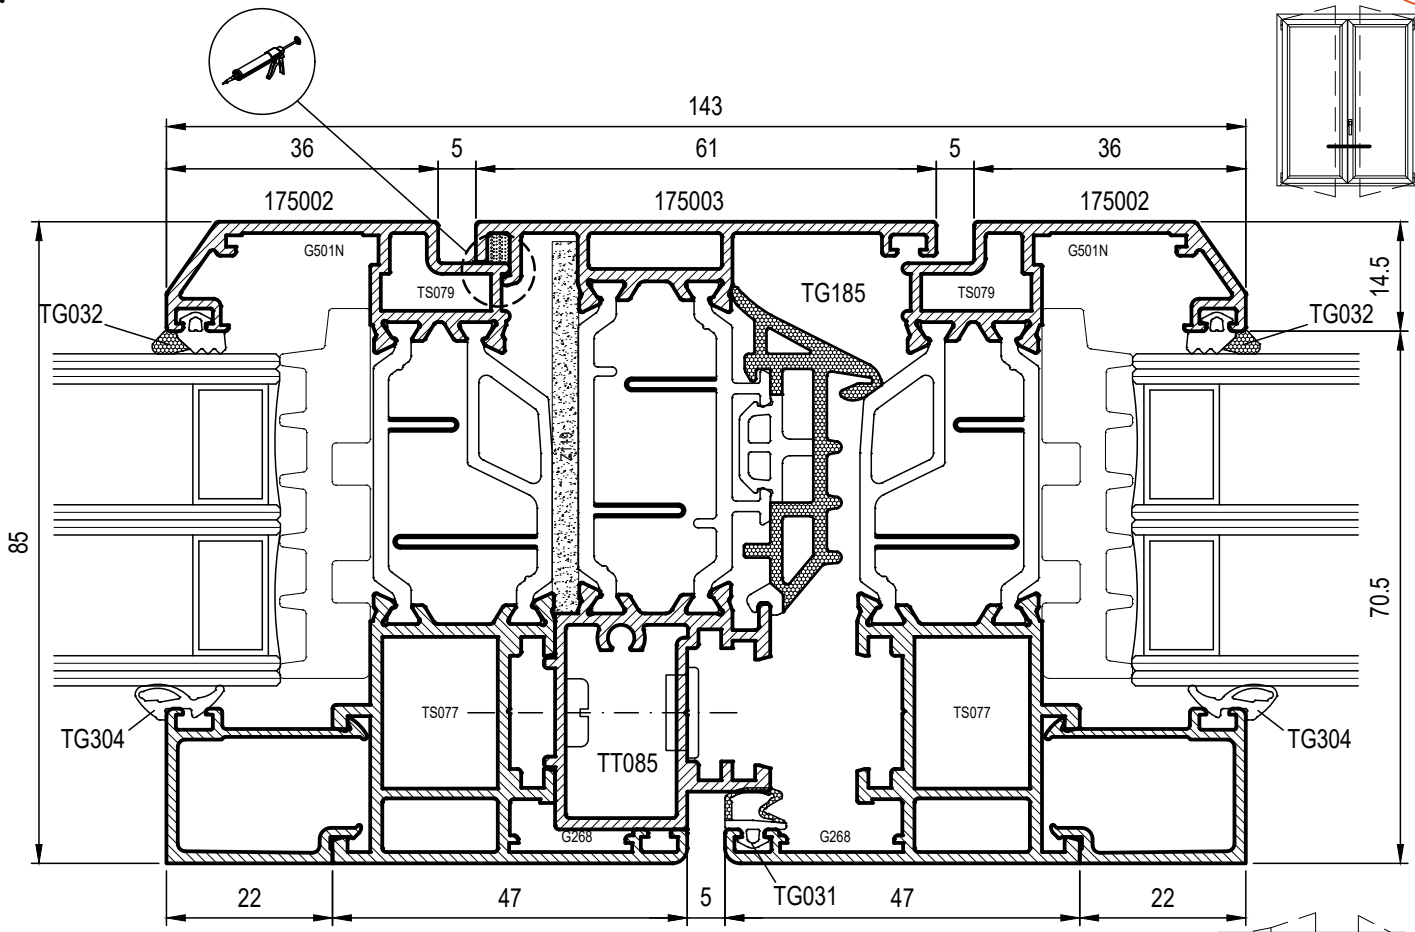 143
36 5 61 5 36
175002 175003 175002
G501N G501N
TS079 TG185 TS079
TG032 TG032
14.5
Z119
85
70.5
TS077 TS077
TG304 TG304
TT085
G268 G268
TG031
22 47 5 47 22